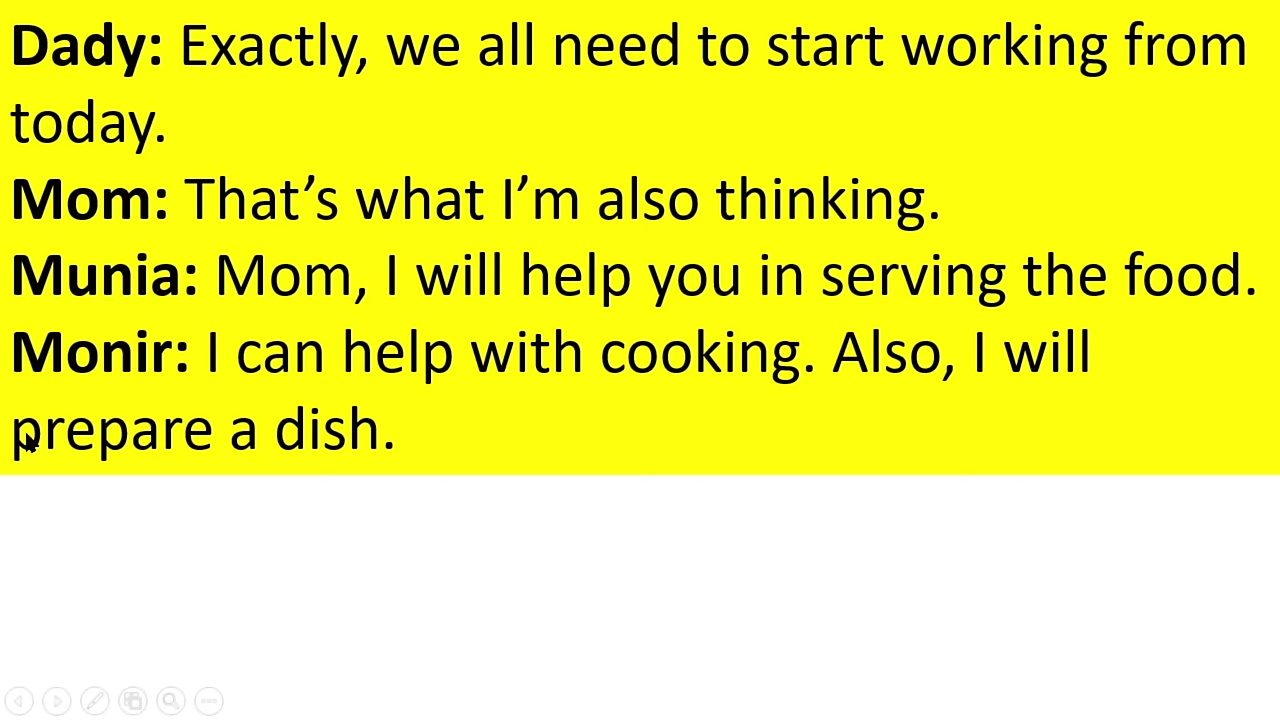 Dady: Exactly, we all need to start working from
today.
Mom: That’s what I’m also thinking.
Munia: Mom, I will help you in serving the food.
Monir: I can help with cooking. Also, I will
prepare a dish.